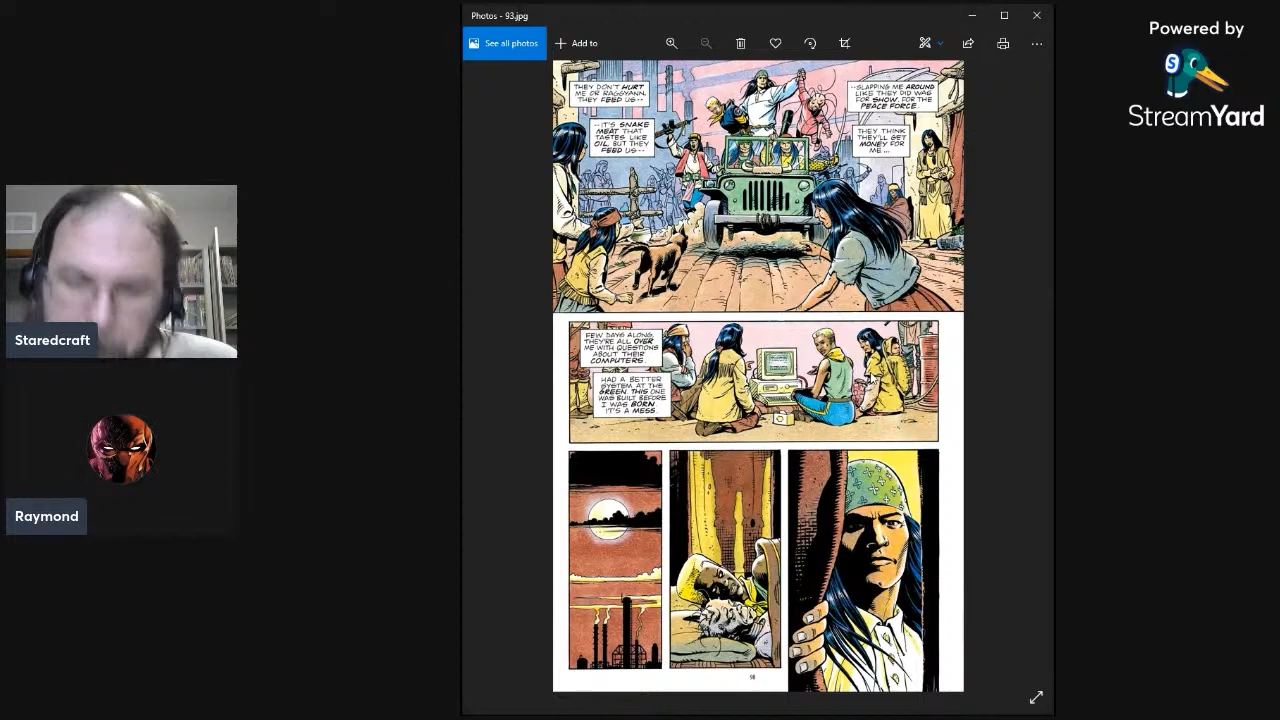 Photos - 93.jpg
See all photos
Add to
Powered by
StreamYard
THEY DON'T HURT
ME OR RAGGYANN.
THEY FEED US--
--IT'S SNAKE
MEAT THAT
TASTES LIKE
OIL, BUT THEY
FEED US--
--SLAPPING ME AROUND
LIKE THEY DID WAS
FOR SHOW. FOR THE
PEACE FORCE.
THEY THINK
THEY'LL GET
MONEY FOR
ME...
FEW DAYS ALONG,
THEY'RE ALL OVER
ME WITH QUESTIONS
ABOUT THEIR
COMPUTERS.
HAD A BETTER
SYSTEM AT THE
GREEN. THIS ONE
WAS BUILT BEFORE
I WAS BORN.
IT'S A MESS.
98
Staredcraft
Raymond